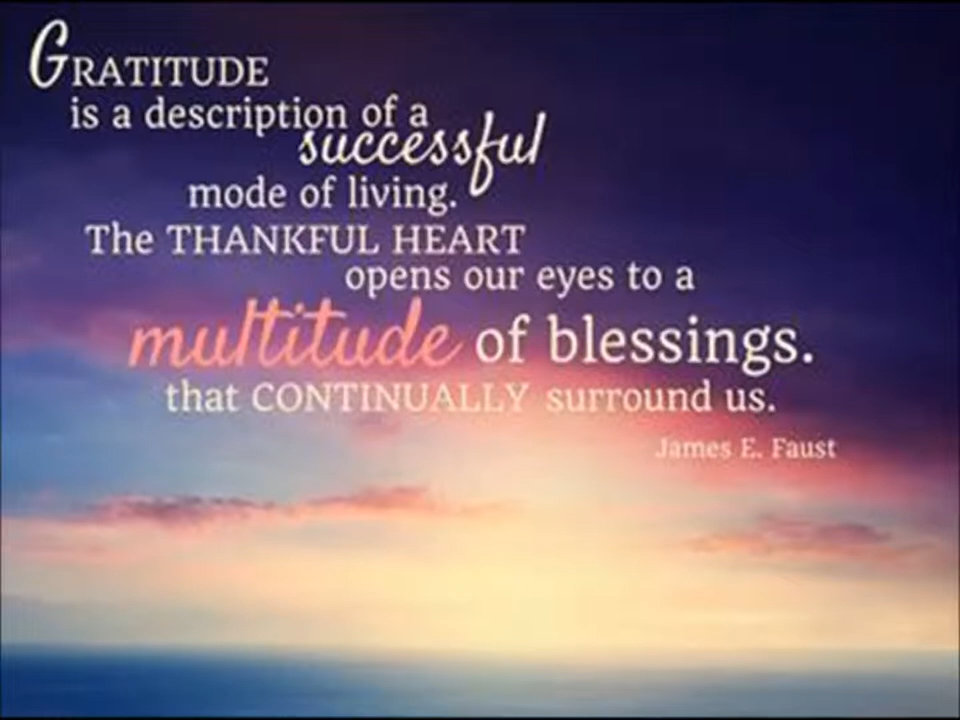 GRATITUDE
is a description of a
successful
mode of living.
The THANKFUL HEART
opens our eyes to a
multitude of blessings.
that CONTINUALLY surround us.
James E. Faust